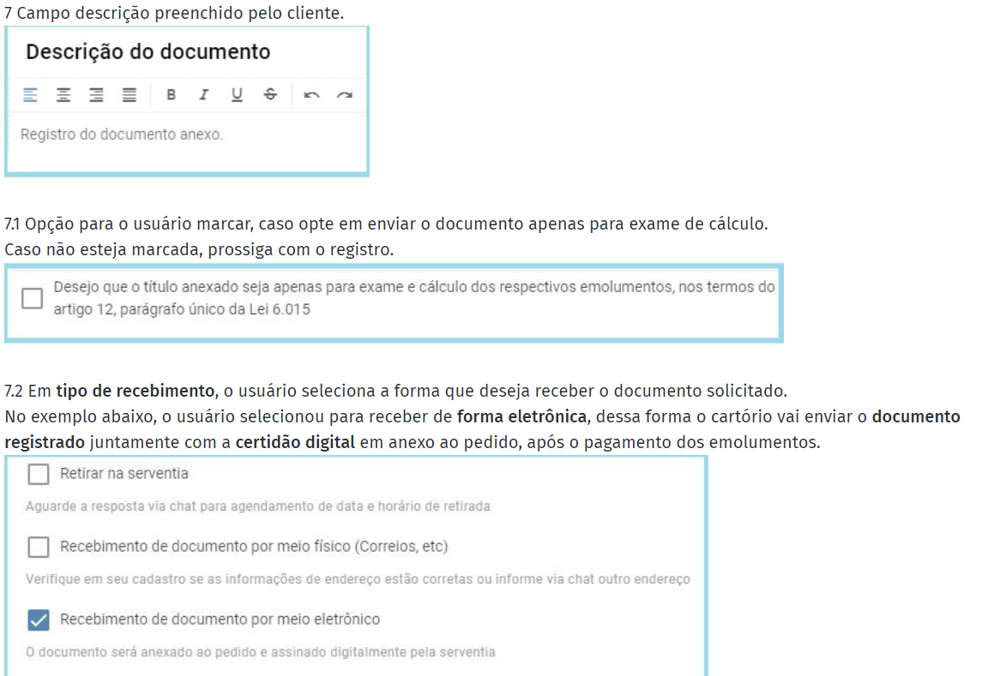 7 Campo descrição preenchido pelo cliente.
Descrição do documento
B I U S
Registro do documento anexo.
7.1 Opção para o usuário marcar, caso opte em enviar o documento apenas para exame de cálculo.
Caso não esteja marcada, prossiga com o registro.
Desejo que o título anexado seja apenas para exame e cálculo dos respectivos emolumentos, nos termos do
artigo 12, parágrafo único da Lei 6.015
7.2 Em tipo de recebimento, o usuário seleciona a forma que deseja receber o documento solicitado.
No exemplo abaixo, o usuário selecionou para receber de forma eletrônica, dessa forma o cartório vai enviar o documento
registrado juntamente com a certidão digital em anexo ao pedido, após o pagamento dos emolumentos.
Retirar na serventia
Aguarde a resposta via chat para agendamento de data e horário de retirada
Recebimento de documento por meio físico (Correios, etc)
Verifique em seu cadastro se as informações de endereço estão corretas ou informe via chat outro endereço
Recebimento de documento por meio eletrônico
O documento será anexado ao pedido e assinado digitalmente pela serventia